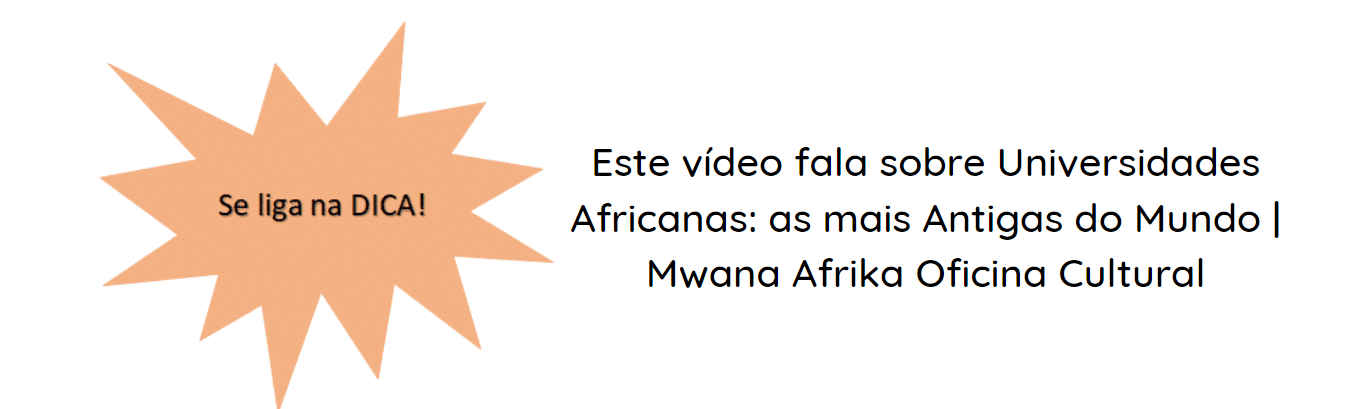 Se liga na DICA!
Este vídeo fala sobre Universidades
Africanas: as mais Antigas do Mundo |
Mwana Afrika Oficina Cultural